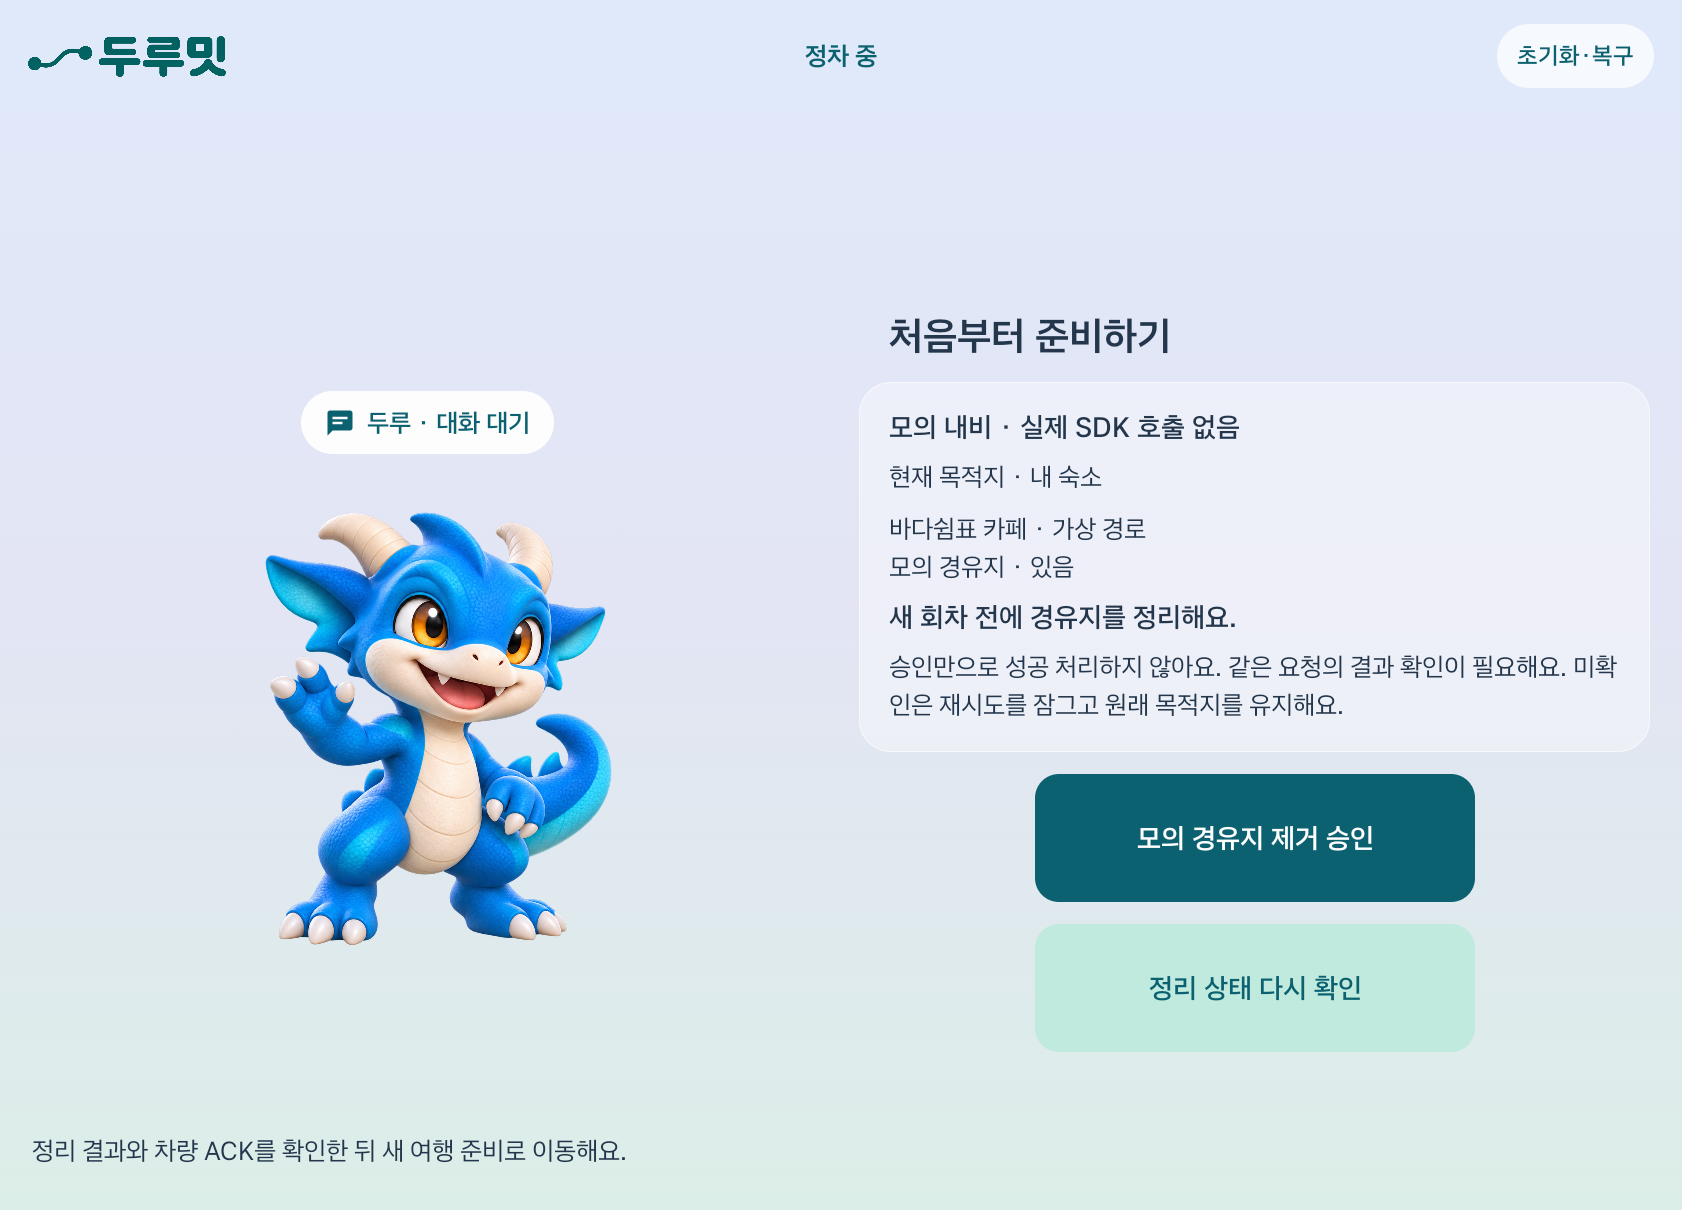 두루밋
정차 중
초기화·복구
처음부터 준비하기
두루 · 대화 대기
모의 내비 · 실제 SDK 호출 없음
현재 목적지 · 내 숙소
바다쉼표 카페 · 가상 경로
모의 경유지 · 있음
새 회차 전에 경유지를 정리해요.
승인만으로 성공 처리하지 않아요. 같은 요청의 결과 확인이 필요해요. 미확
인은 재시도를 잠그고 원래 목적지를 유지해요.
모의 경유지 제거 승인
정리 상태 다시 확인
정리 결과와 차량 ACK를 확인한 뒤 새 여행 준비로 이동해요.